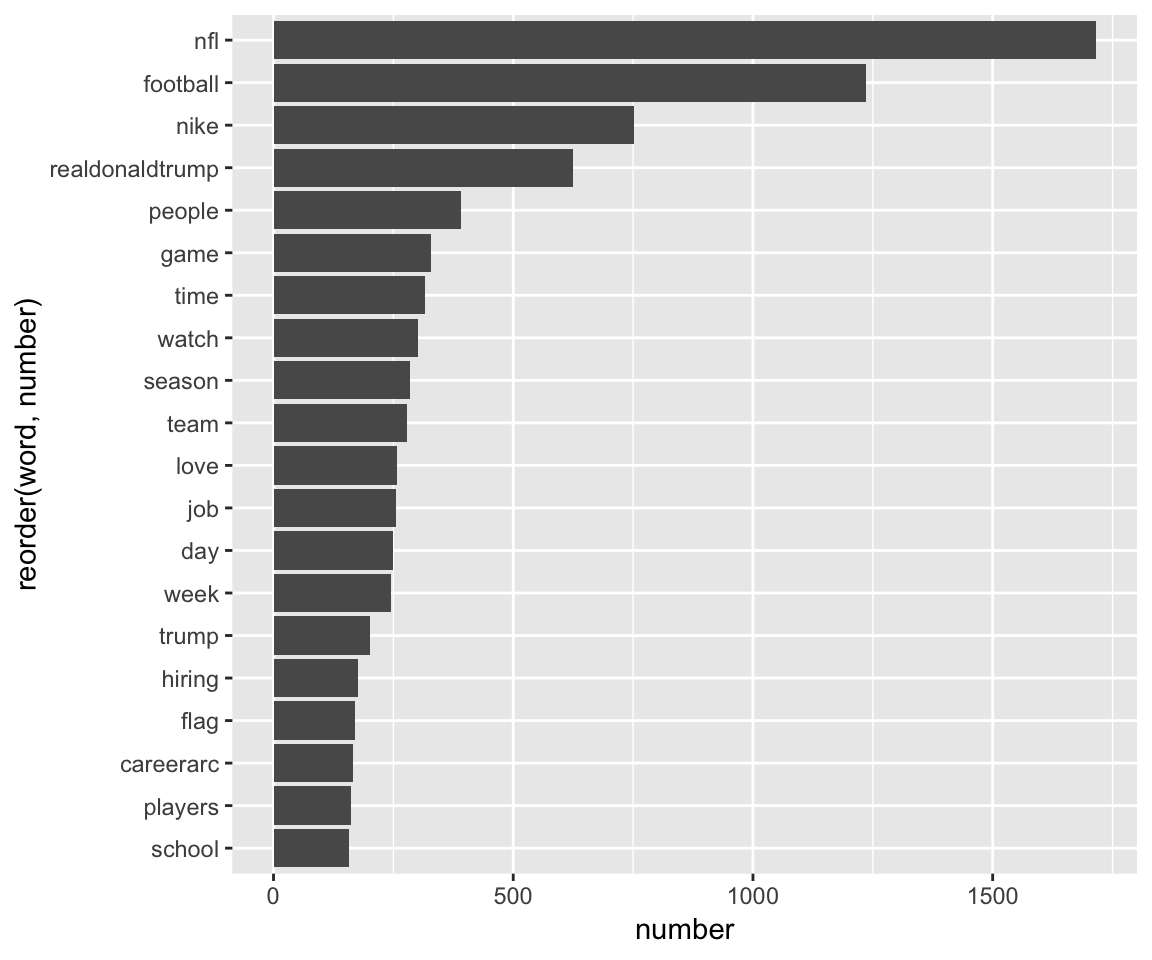 nfl
football
nike
realdonaldtrump
people
game
time
watch
season
team
love
job
day
week
trump
hiring
flag
careerarc
players
school
reorder(word, number)
0 500 1000 1500
number